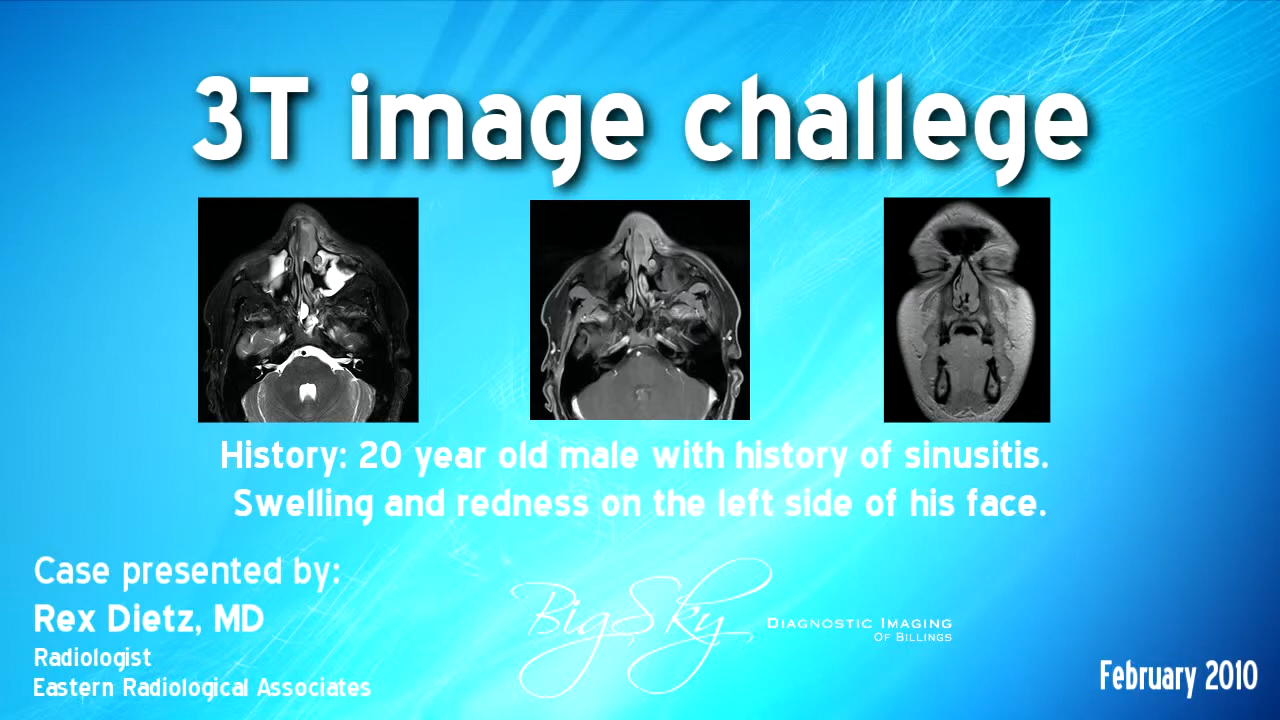 3T image challege
History: 20 year old male with history of sinusitis.
Swelling and redness on the left side of his face.
Case presented by:
Rex Dietz, MD
Radiologist
Eastern Radiological Associates
BigSky
Diagnostic Imaging
Of Billings
February 2010